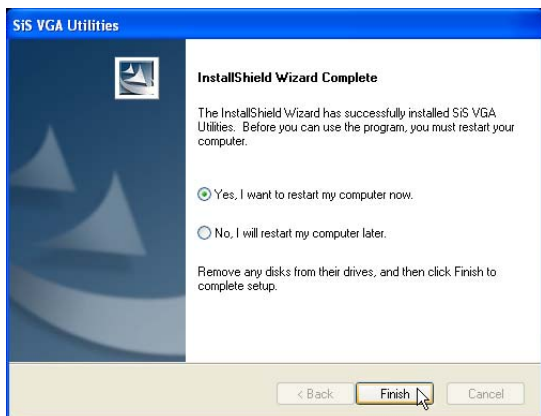 SiS VGA Utilities
InstallShield Wizard Complete
The InstallShield Wizard has successfully installed SiS VGA
Utilities. Before you can use the program, you must restart your
computer.
Yes, I want to restart my computer now.
No, I will restart my computer later.
Remove any disks from their drives, and then click Finish to
complete setup.
< Back Finish Cancel